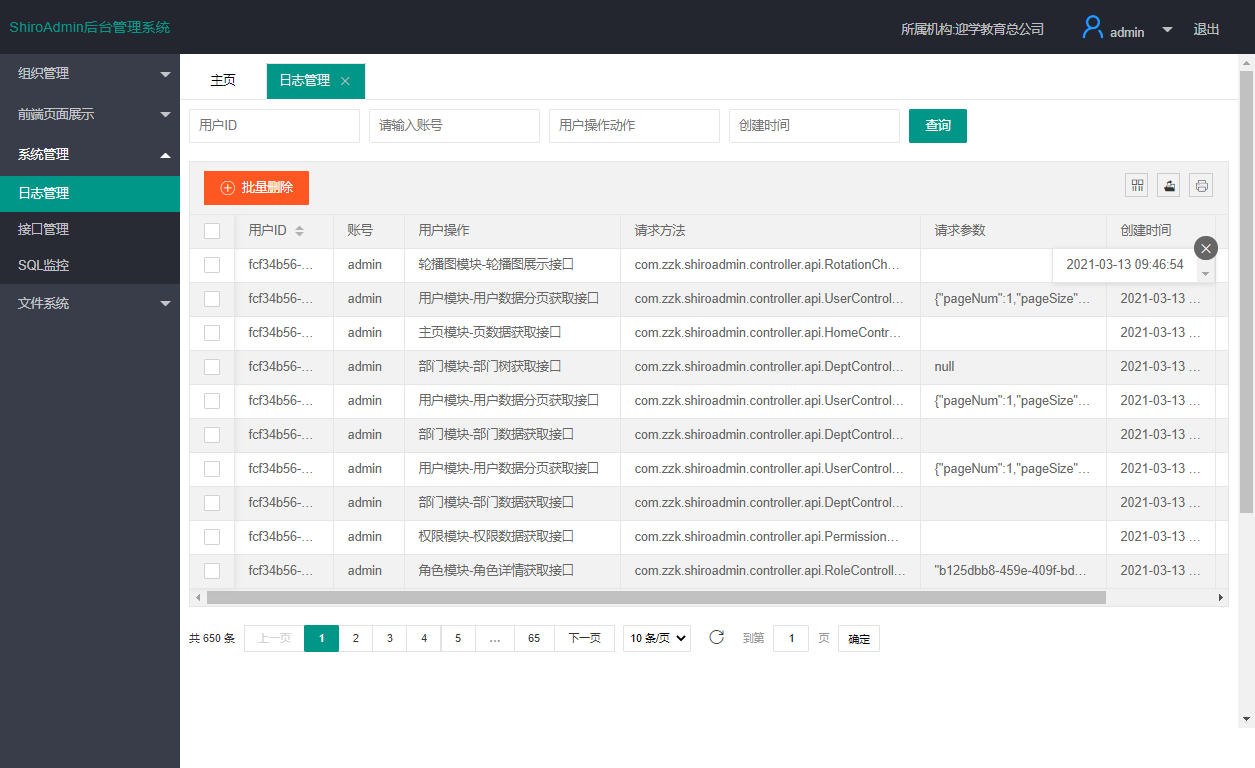 ShiroAdmin后台管理系统
所属机构:迎学教育总公司
admin
退出
组织管理
前端页面展示
系统管理
日志管理
接口管理
SQL监控
文件系统
主页
日志管理
用户ID
请输入账号
用户操作动作
创建时间
查询
批量删除
用户ID 账号 用户操作 请求方法 请求参数 创建时间
fcf34b56-... admin 轮播图模块-轮播图展示接口 com.zzk.shiroadmin.controller.api.RotationCh... 2021-03-13 09:46:54
fcf34b56-... admin 用户模块-用户数据分页获取接口 com.zzk.shiroadmin.controller.api.UserControl... {"pageNum":1,"pageSize"... 2021-03-13 ...
fcf34b56-... admin 主页模块-页数据获取接口 com.zzk.shiroadmin.controller.api.HomeContr... 2021-03-13 ...
fcf34b56-... admin 部门模块-部门树获取接口 com.zzk.shiroadmin.controller.api.DeptControl... null 2021-03-13 ...
fcf34b56-... admin 用户模块-用户数据分页获取接口 com.zzk.shiroadmin.controller.api.UserControl... {"pageNum":1,"pageSize"... 2021-03-13 ...
fcf34b56-... admin 部门模块-部门数据获取接口 com.zzk.shiroadmin.controller.api.DeptControl... 2021-03-13 ...
fcf34b56-... admin 用户模块-用户数据分页获取接口 com.zzk.shiroadmin.controller.api.UserControl... {"pageNum":1,"pageSize"... 2021-03-13 ...
fcf34b56-... admin 部门模块-部门数据获取接口 com.zzk.shiroadmin.controller.api.DeptControl... 2021-03-13 ...
fcf34b56-... admin 权限模块-权限数据获取接口 com.zzk.shiroadmin.controller.api.Permission... 2021-03-13 ...
fcf34b56-... admin 角色模块-角色详情获取接口 com.zzk.shiroadmin.controller.api.RoleControll... "b125dbb8-459e-409f-bd... 2021-03-13 ...
共 650 条 上一页 1 2 3 4 5 ... 65 下一页 10 条/页 到第 1 页 确定